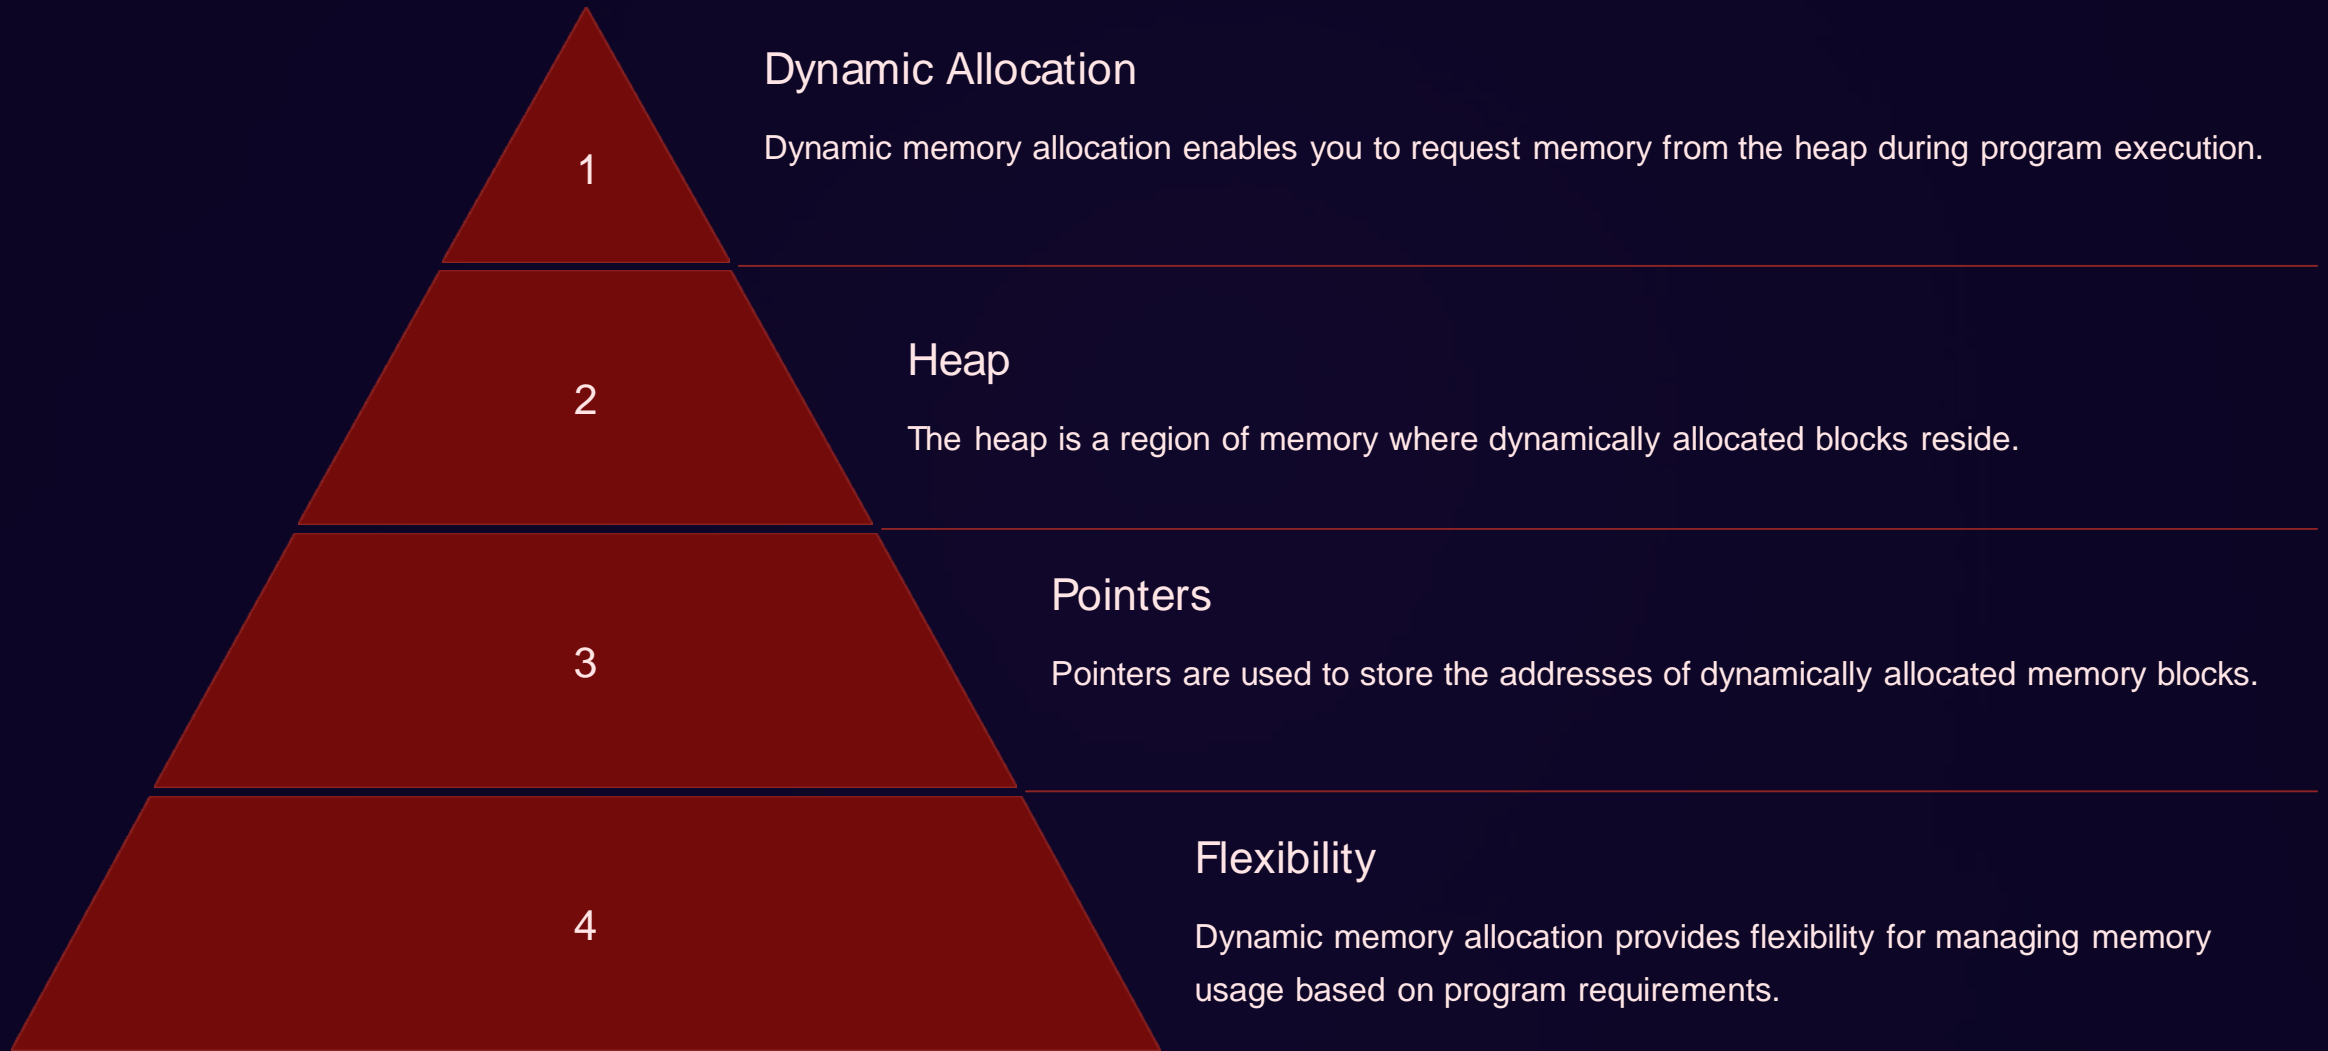 1
Dynamic Allocation
Dynamic memory allocation enables you to request memory from the heap during program execution.
2
Heap
The heap is a region of memory where dynamically allocated blocks reside.
3
Pointers
Pointers are used to store the addresses of dynamically allocated memory blocks.
4
Flexibility
Dynamic memory allocation provides flexibility for managing memory
usage based on program requirements.